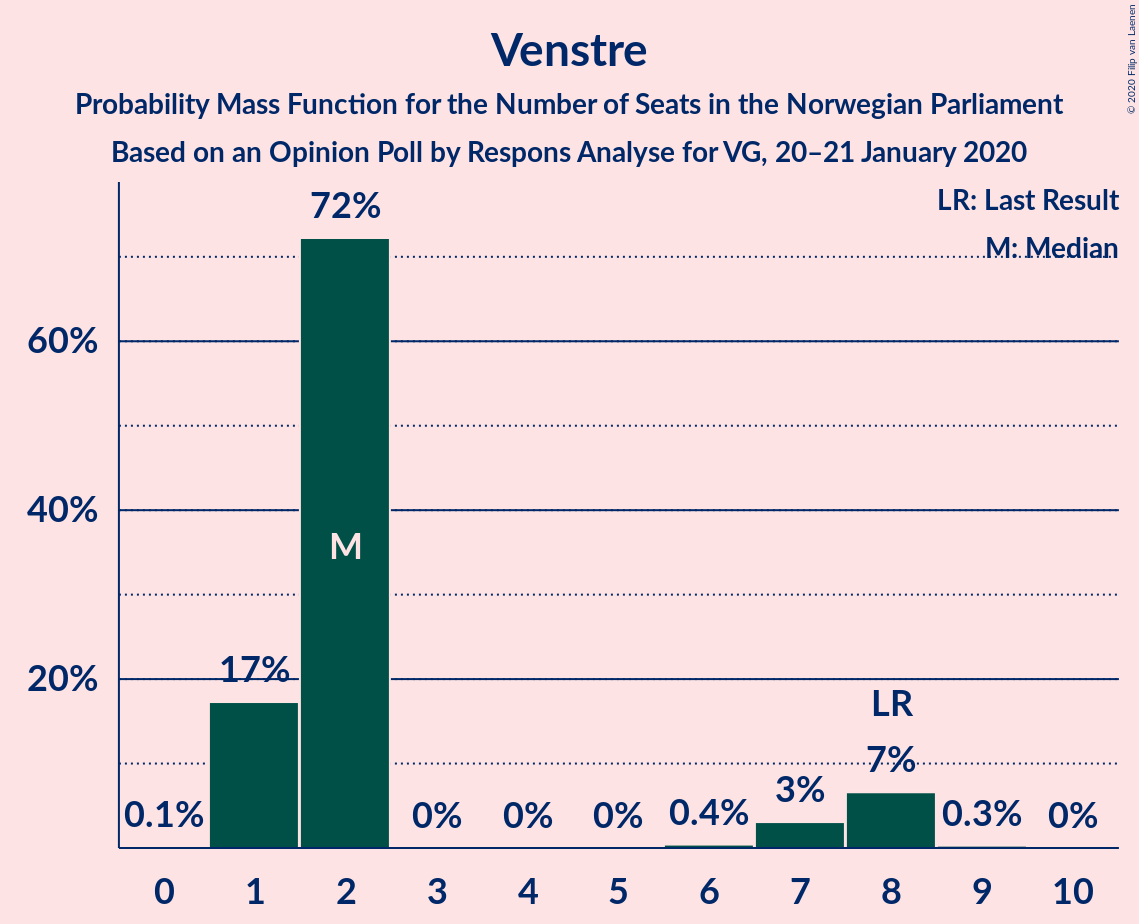 Venstre
Probability Mass Function for the Number of Seats in the Norwegian Parliament
Based on an Opinion Poll by Respons Analyse for VG, 20–21 January 2020
© 2020 Filip van Laenen
LR: Last Result
M: Median
72%
60%
40%
M
20%
17%
LR
7%
3%
0.1%
0%
0%
0%
0.4%
0.3%
0%
0 1 2 3 4 5 6 7 8 9 10